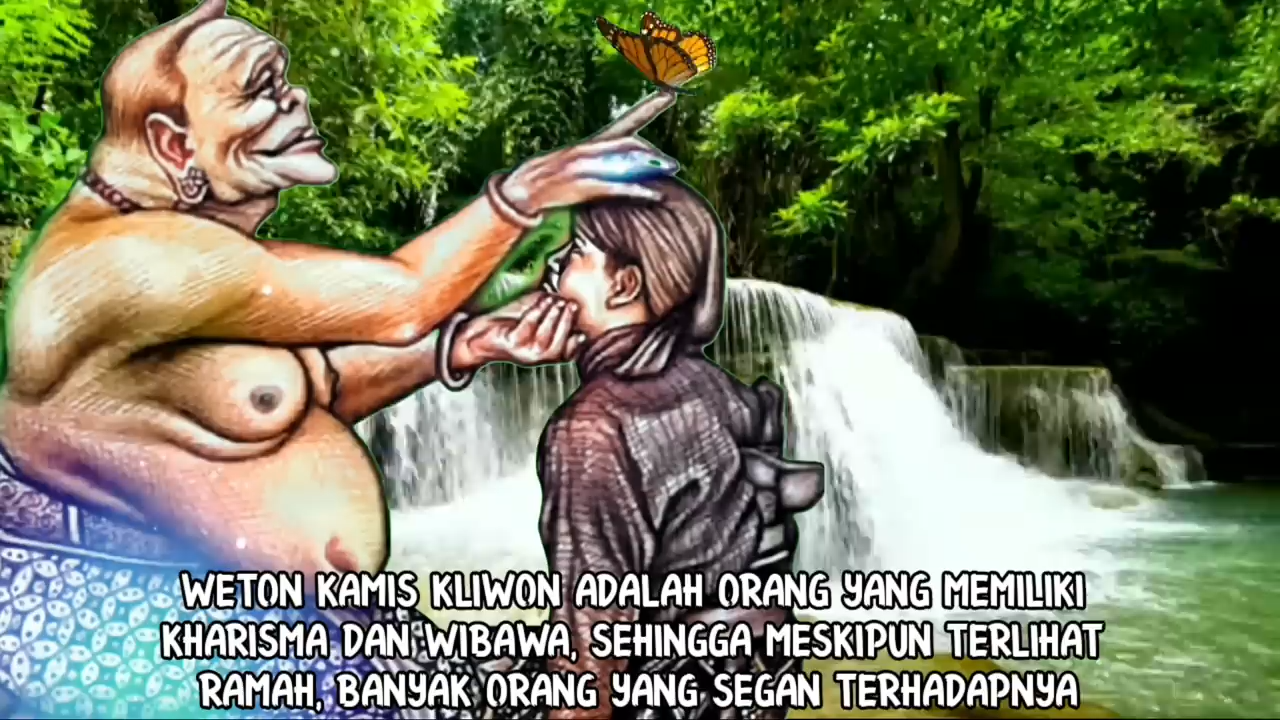 WETON KAMIS KLIWON ADALAH ORANG YANG MEMILIKI
KHARISMA DAN WIBAWA, SEHINGGA MESKIPUN TERLIHAT
RAMAH, BANYAK ORANG YANG SEGAN TERHADAPNYA